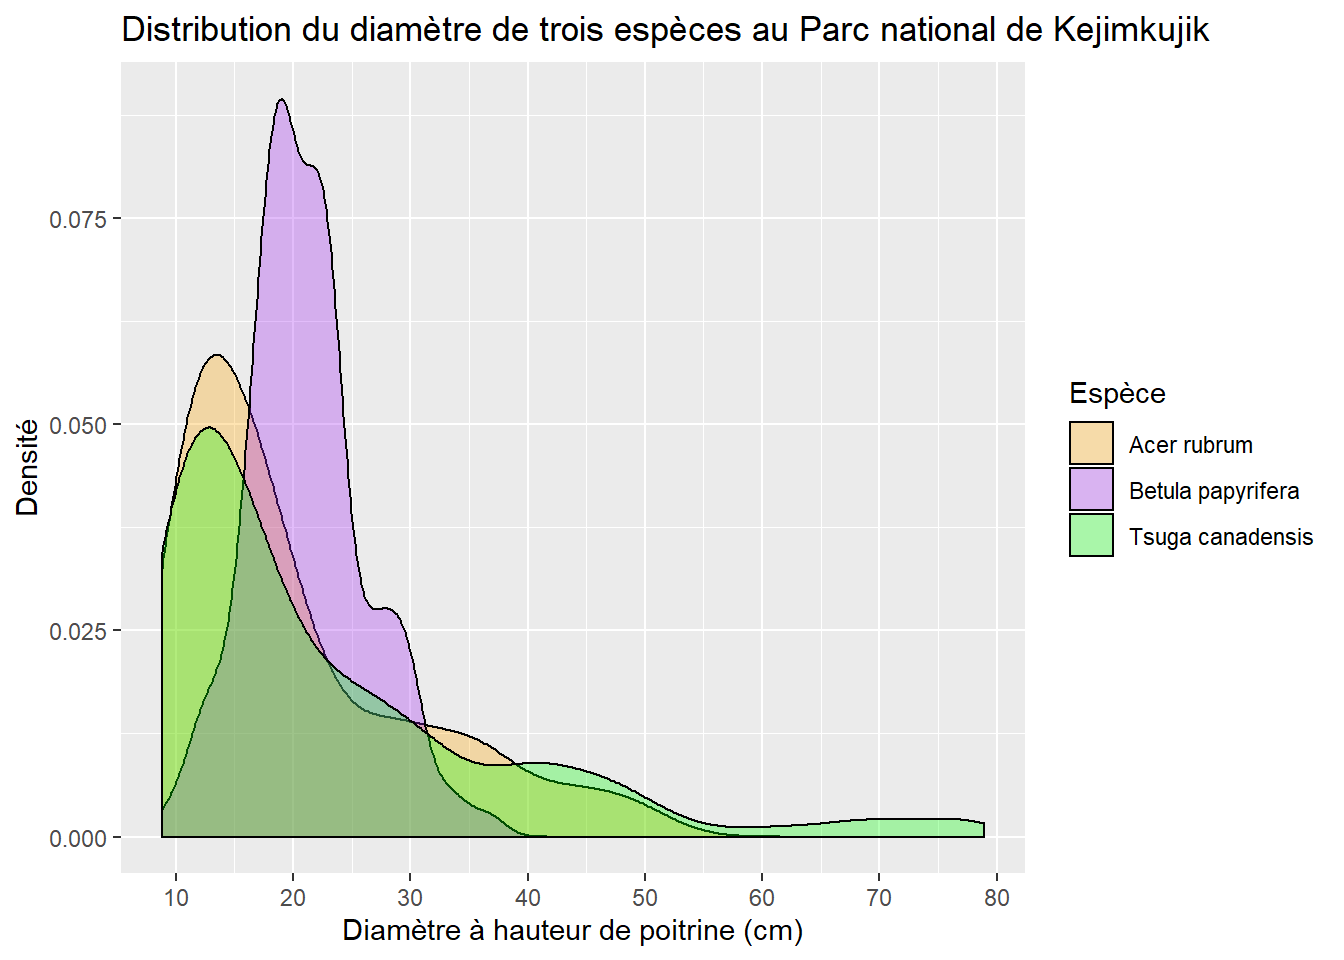 Distribution du diamètre de trois espèces au Parc national de Kejimkujik
0.075
0.050
0.025
0.000
Densité
10 20 30 40 50 60 70 80
Diamètre à hauteur de poitrine (cm)
Espèce
Acer rubrum
Betula papyrifera
Tsuga canadensis